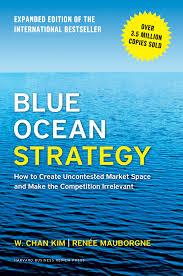 EXPANDED EDITION OF THE
INTERNATIONAL BESTSELLER
OVER
3.5 MILLION
COPIES SOLD
BLUE
OCEAN
STRATEGY
How to Create Uncontested Market Space
and Make the Competition Irrelevant
W. CHAN KIM | RENÉE MAUBORGNE
HARVARD BUSINESS REVIEW PRESS